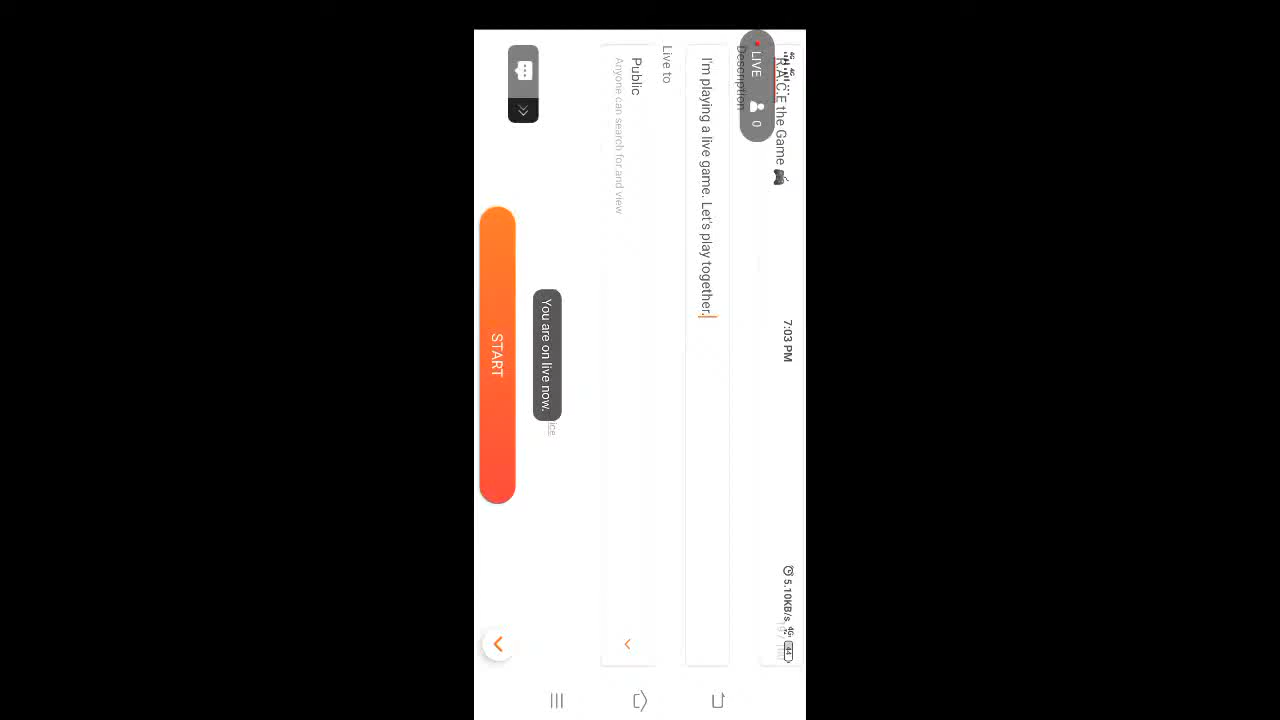 7:03 PM
5.10KB/s
R.A.C.E the Game 🎮
LIVE 0
Description
I'm playing a live game. Let's play together.
Live to
Public
Anyone can search for and view
You are on live now.
START